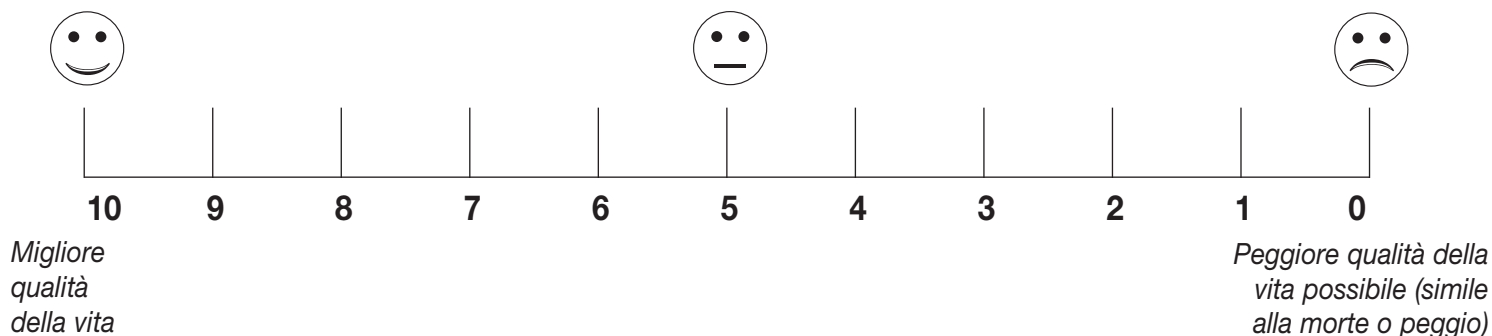 10 9 8 7 6 5 4 3 2 1 0
Migliore
qualità
della vita
Peggiore qualità della
vita possibile (simile
alla morte o peggio)